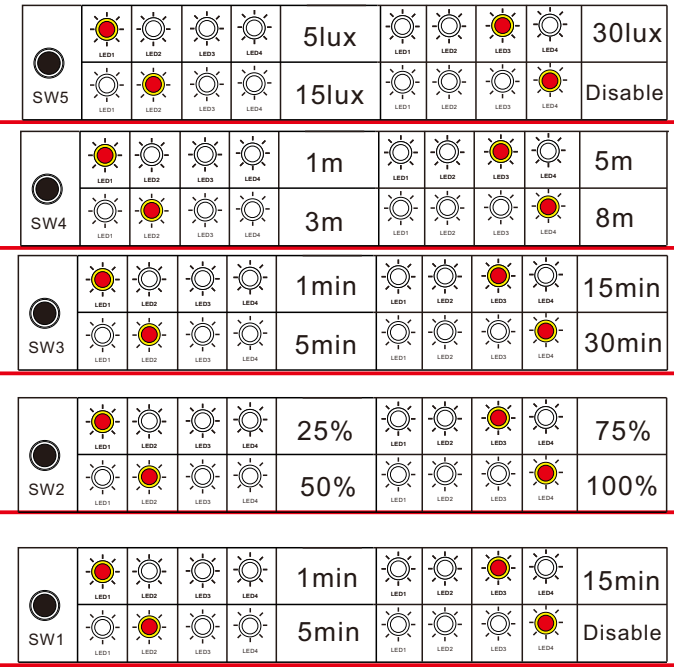 5lux 30lux
LED1 LED2 LED3 LED4 LED1 LED2 LED3 LED4
SW5 15lux Disable
LED1 LED2 LED3 LED4 LED1 LED2 LED3 LED4
1m 5m
LED1 LED2 LED3 LED4 LED1 LED2 LED3 LED4
SW4 3m 8m
LED1 LED2 LED3 LED4 LED1 LED2 LED3 LED4
1min 15min
LED1 LED2 LED3 LED4 LED1 LED2 LED3 LED4
SW3 5min 30min
LED1 LED2 LED3 LED4 LED1 LED2 LED3 LED4
25% 75%
LED1 LED2 LED3 LED4 LED1 LED2 LED3 LED4
SW2 50% 100%
LED1 LED2 LED3 LED4 LED1 LED2 LED3 LED4
1min 15min
LED1 LED2 LED3 LED4 LED1 LED2 LED3 LED4
SW1 5min Disable
LED1 LED2 LED3 LED4 LED1 LED2 LED3 LED4